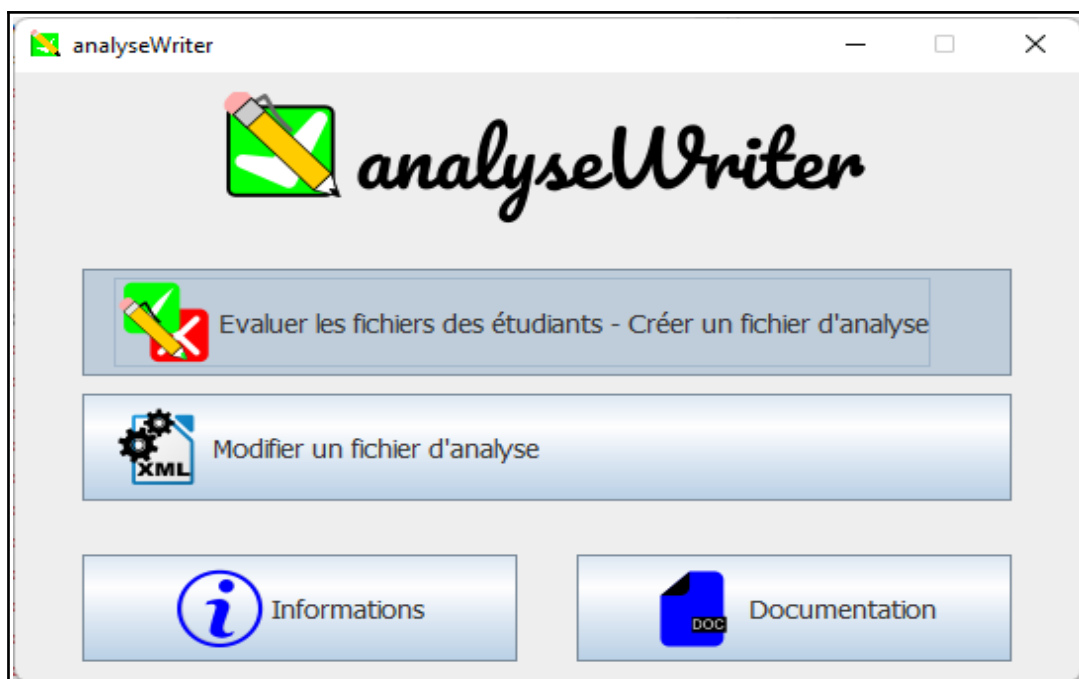 analyseWriter
analyseWriter
Evaluer les fichiers des étudiants - Créer un fichier d'analyse
XML
Modifier un fichier d'analyse
Informations
DOC
Documentation